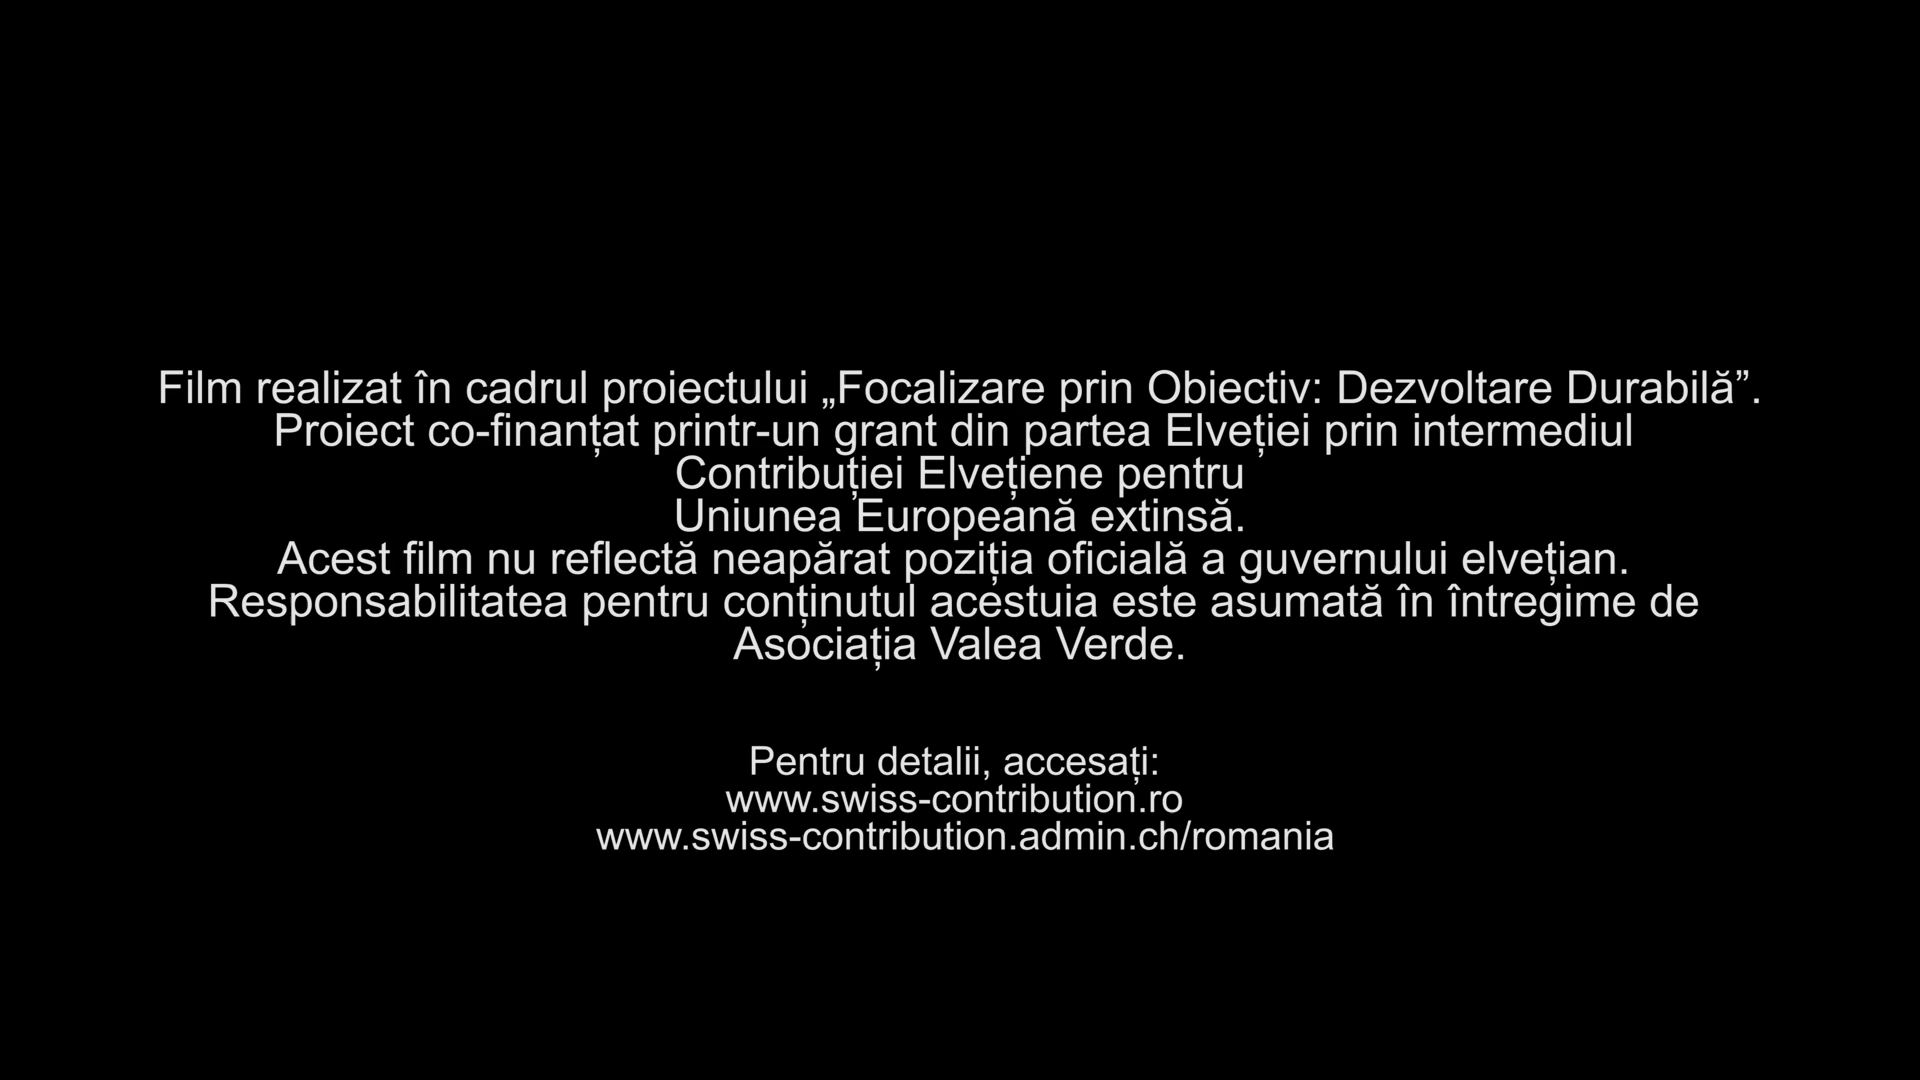 Film realizat în cadrul proiectului „Focalizare prin Obiectiv: Dezvoltare Durabilă”.
Proiect co-finanțat printr-un grant din partea Elveției prin intermediul
Contribuției Elvețiene pentru
Uniunea Europeană extinsă.
Acest film nu reflectă neapărat poziția oficială a guvernului elvețian.
Responsabilitatea pentru conținutul acestuia este asumată în întregime de
Asociația Valea Verde.
Pentru detalii, accesați:
www.swiss-contribution.ro
www.swiss-contribution.admin.ch/romania